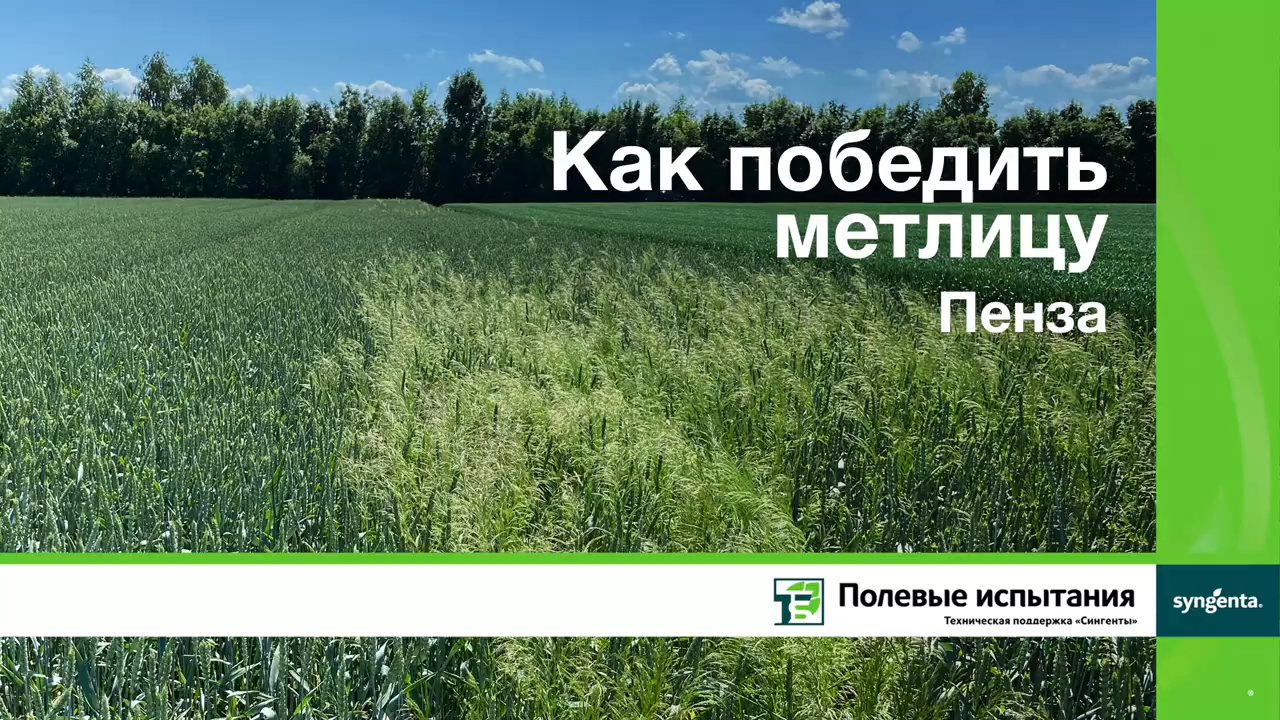 Как победить
метлицу
Пенза
Полевые испытания
Техническая поддержка «Сингенты»
syngenta.